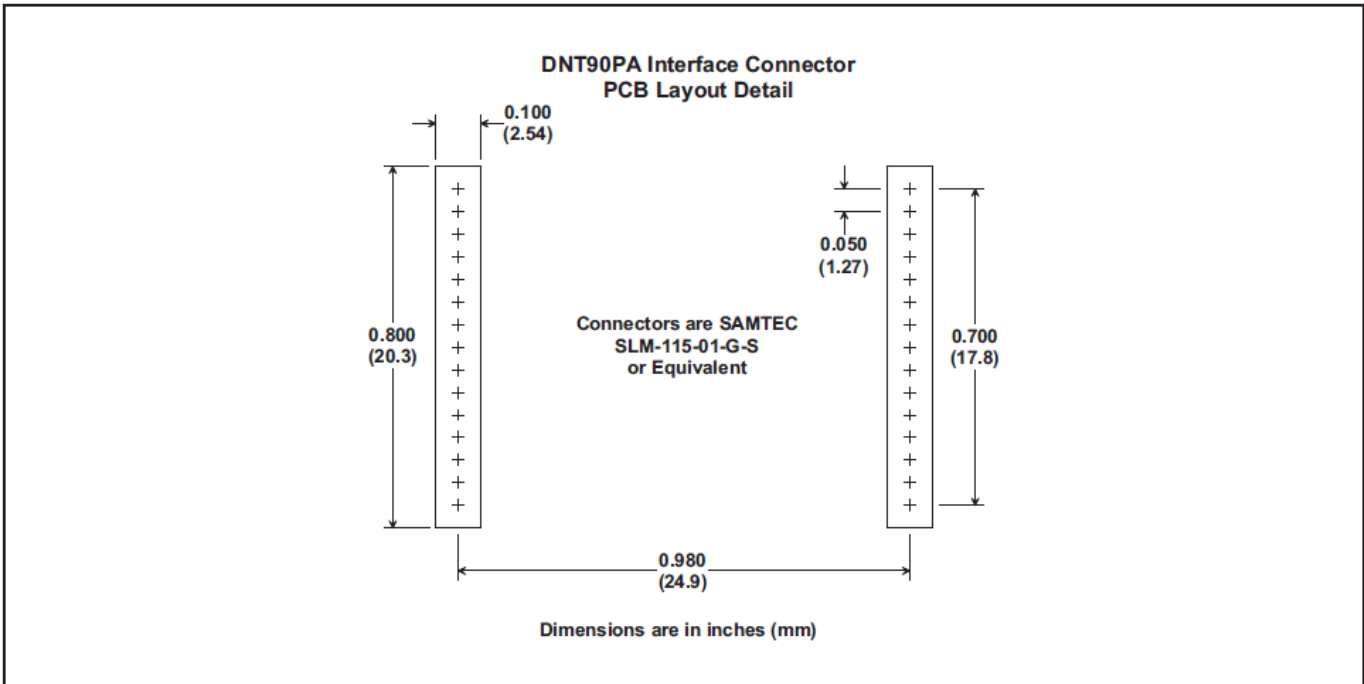 DNT90PA Interface Connector
PCB Layout Detail
0.100
(2.54)
0.050
(1.27)
0.800
(20.3)
Connectors are SAMTEC
SLM-115-01-G-S
or Equivalent
0.700
(17.8)
0.980
(24.9)
Dimensions are in inches (mm)